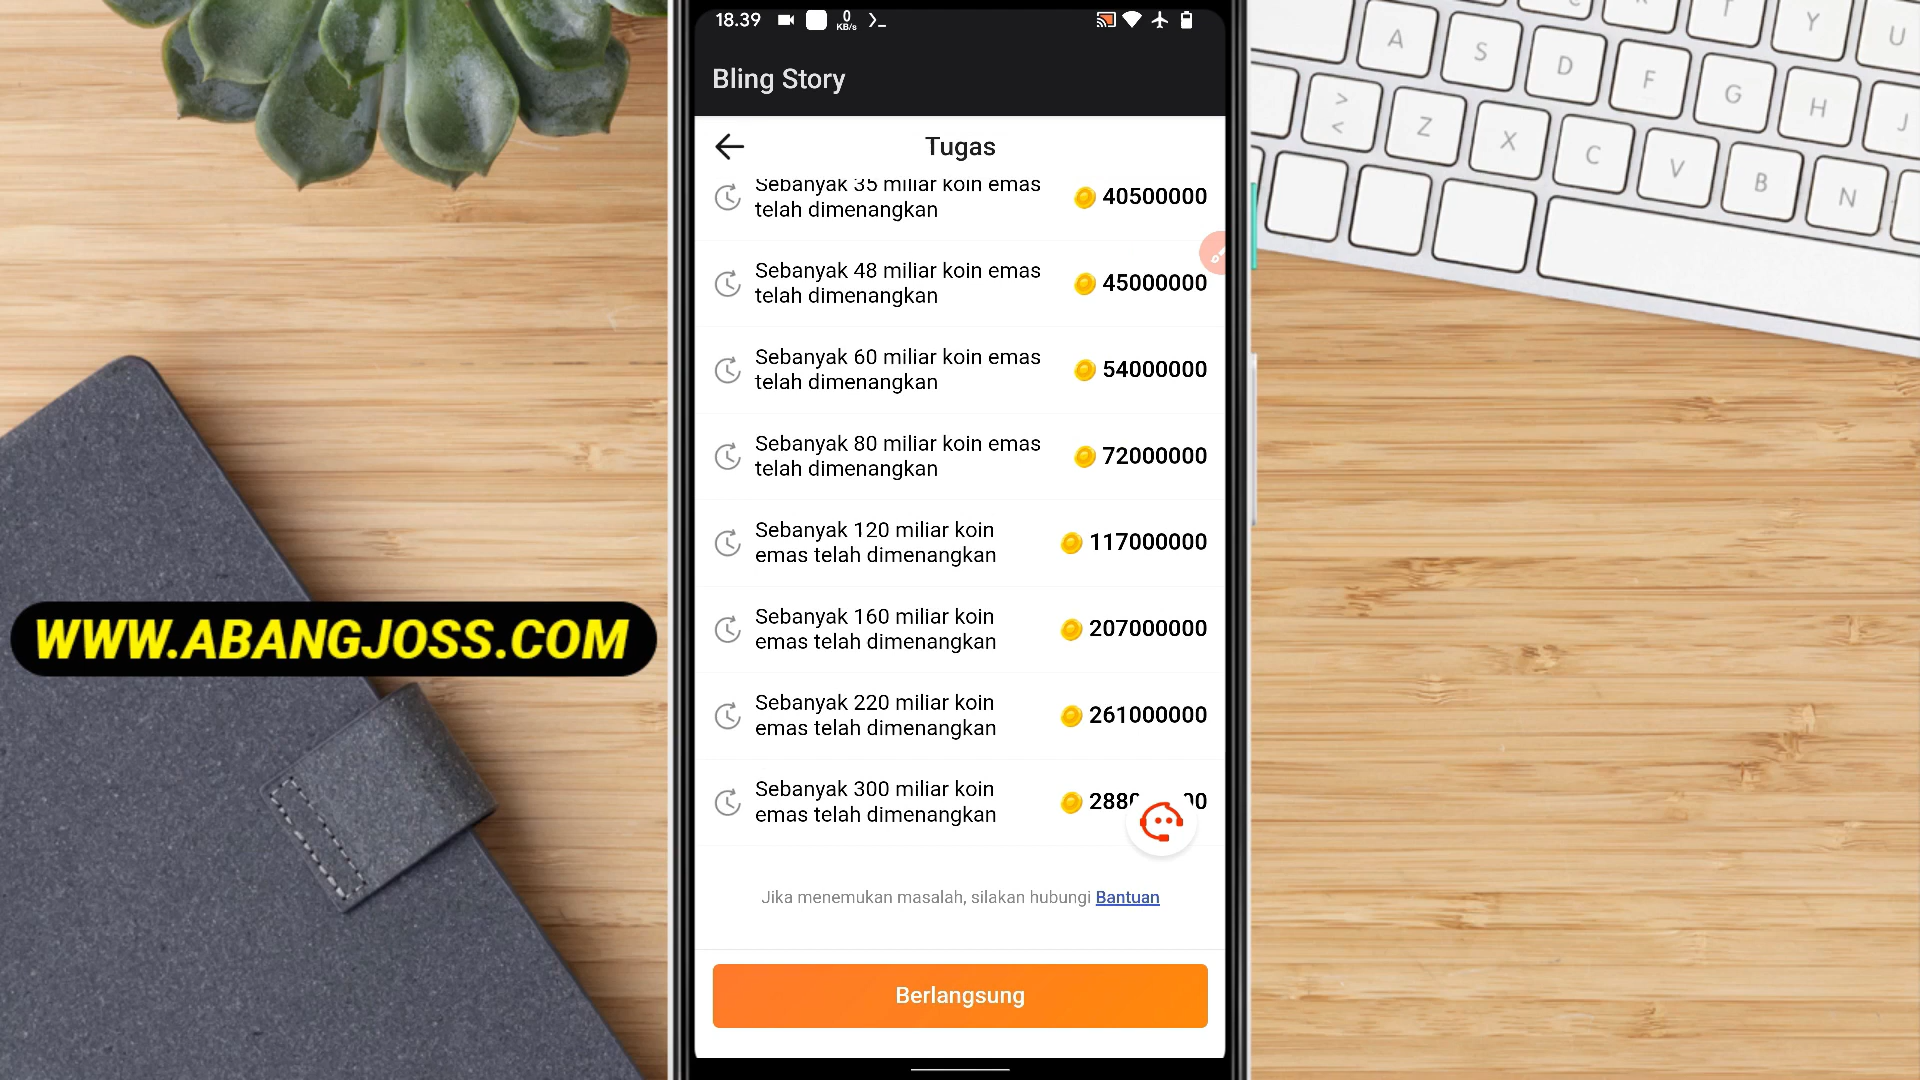 18.39
0
KB/s
Bling Story
Tugas
Sebanyak 35 miliar koin emas
telah dimenangkan
40500000
Sebanyak 48 miliar koin emas
telah dimenangkan
45000000
Sebanyak 60 miliar koin emas
telah dimenangkan
54000000
Sebanyak 80 miliar koin emas
telah dimenangkan
72000000
Sebanyak 120 miliar koin
emas telah dimenangkan
117000000
Sebanyak 160 miliar koin
emas telah dimenangkan
207000000
Sebanyak 220 miliar koin
emas telah dimenangkan
261000000
Sebanyak 300 miliar koin
emas telah dimenangkan
Jika menemukan masalah, silakan hubungi Bantuan
Berlangsung
WWW.ABANGJOSS.COM
T Y U
A S D F G H J
> <
Z X C V B N